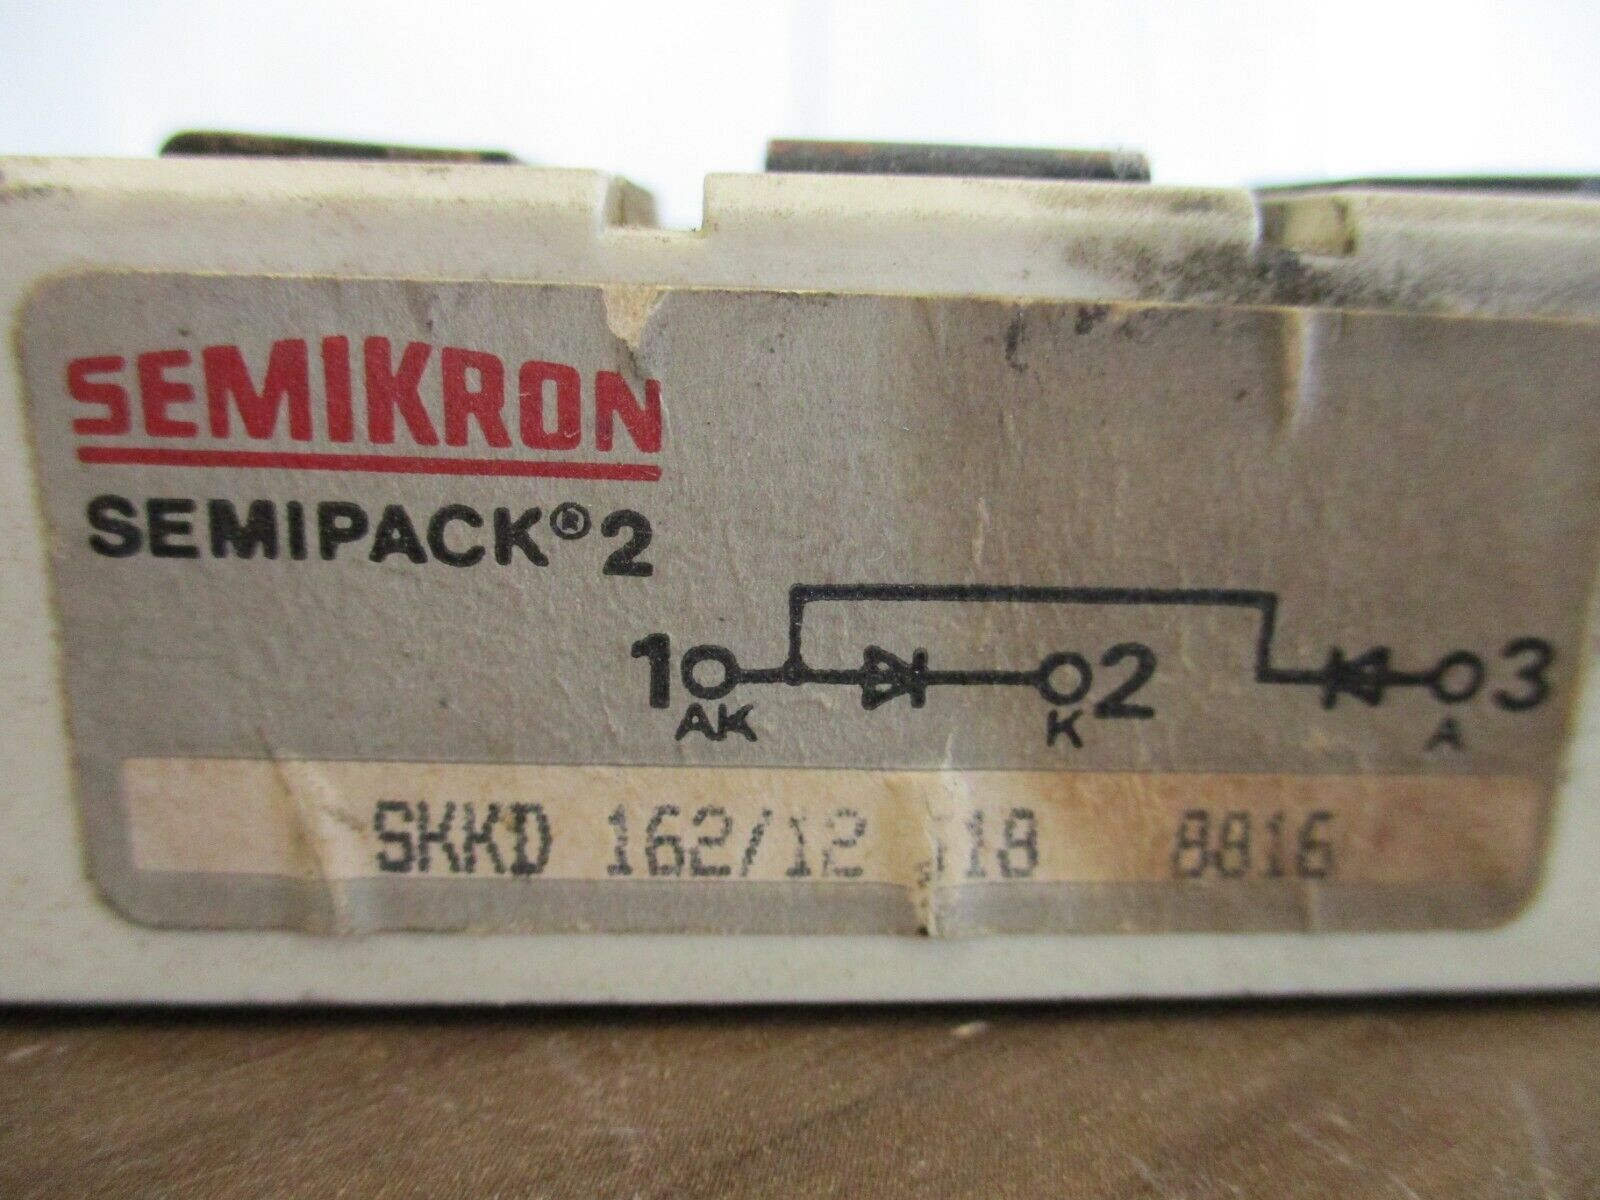 SEMIKRON
SEMIPACK®2
1 2 3
AK K A
SKKD 162/12 18 8816